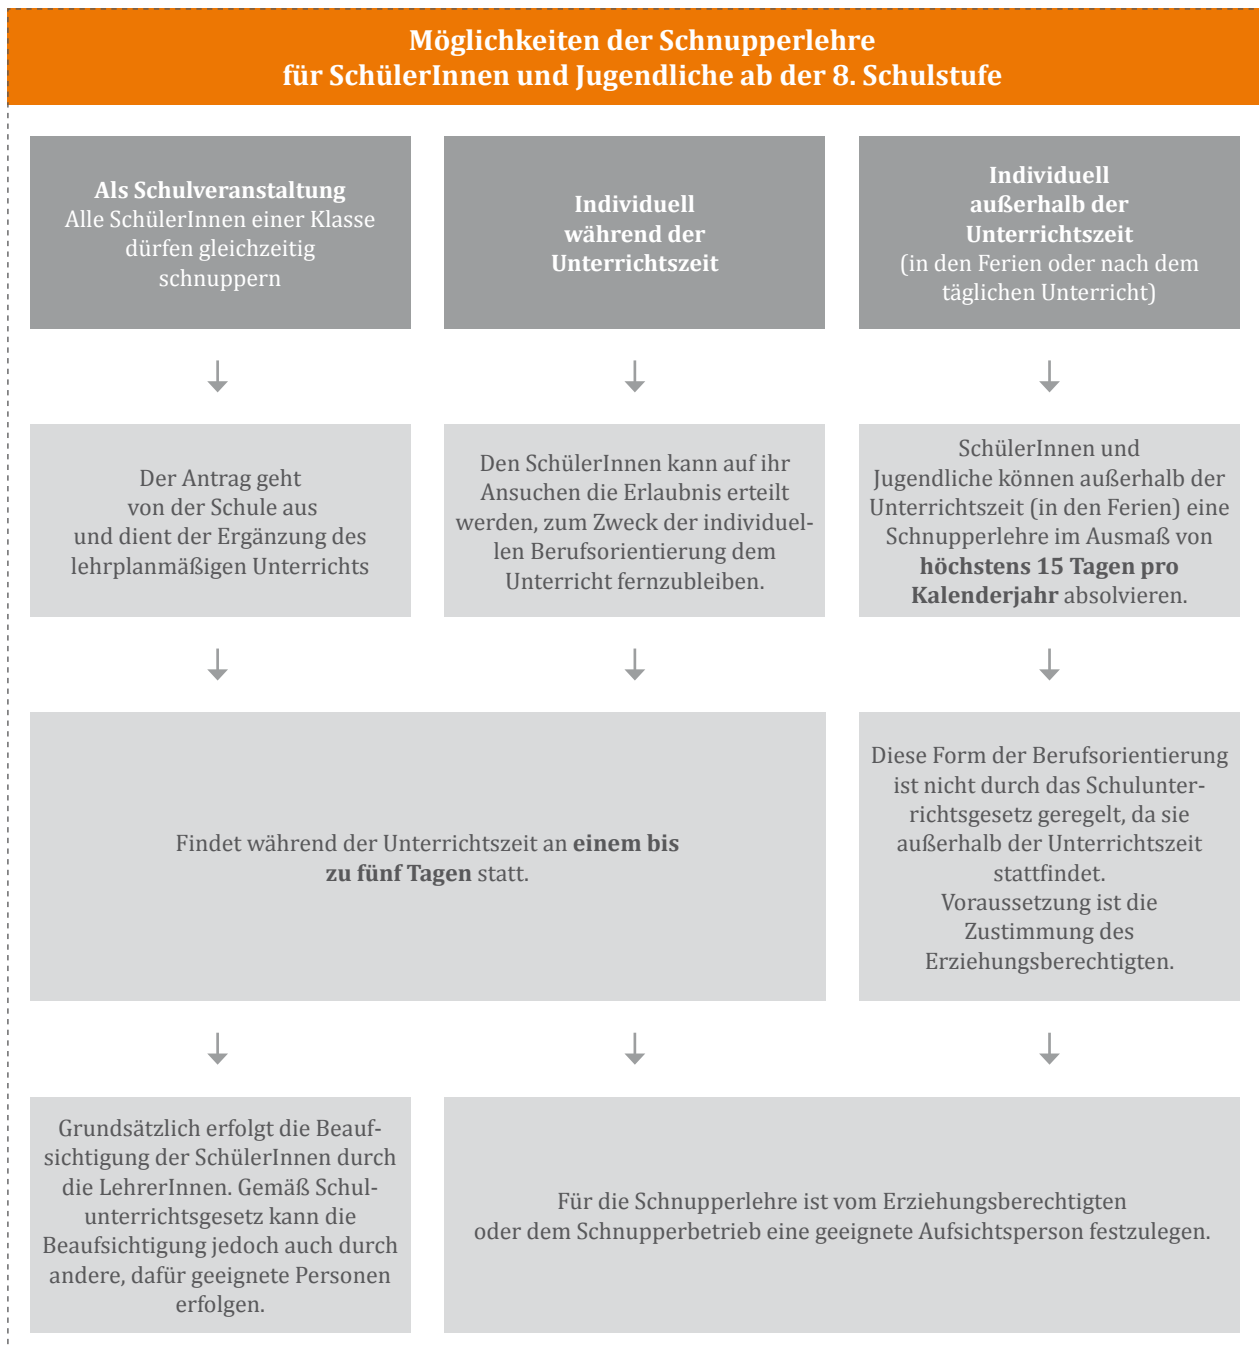 Möglichkeiten der Schnupperlehre
für SchülerInnen und Jugendliche ab der 8. Schulstufe
Als Schulveranstaltung
Alle SchülerInnen einer Klasse
dürfen gleichzeitig
schnuppern
Individuell
während der
Unterrichtszeit
Individuell
außerhalb der
Unterrichtszeit
(in den Ferien oder nach dem
täglichen Unterricht)
Der Antrag geht
von der Schule aus
und dient der Ergänzung des
lehrplanmäßigen Unterrichts
Den SchülerInnen kann auf ihr
Ansuchen die Erlaubnis erteilt
werden, zum Zweck der individuel-
len Berufsorientierung dem
Unterricht fernzubleiben.
SchülerInnen und
Jugendliche können außerhalb der
Unterrichtszeit (in den Ferien) eine
Schnupperlehre im Ausmaß von
höchstens 15 Tagen pro
Kalenderjahr absolvieren.
Findet während der Unterrichtszeit an einem bis
zu fünf Tagen statt.
Diese Form der Berufsorientierung
ist nicht durch das Schulunter-
richtsgesetz geregelt, da sie
außerhalb der Unterrichtszeit
stattfindet.
Voraussetzung ist die
Zustimmung des
Erziehungsberechtigten.
Grundsätzlich erfolgt die Beauf-
sichtigung der SchülerInnen durch
die LehrerInnen. Gemäß Schul-
unterrichtsgesetz kann die
Beaufsichtigung jedoch auch durch
andere, dafür geeignete Personen
erfolgen.
Für die Schnupperlehre ist vom Erziehungsberechtigten
oder dem Schnupperbetrieb eine geeignete Aufsichtsperson festzulegen.